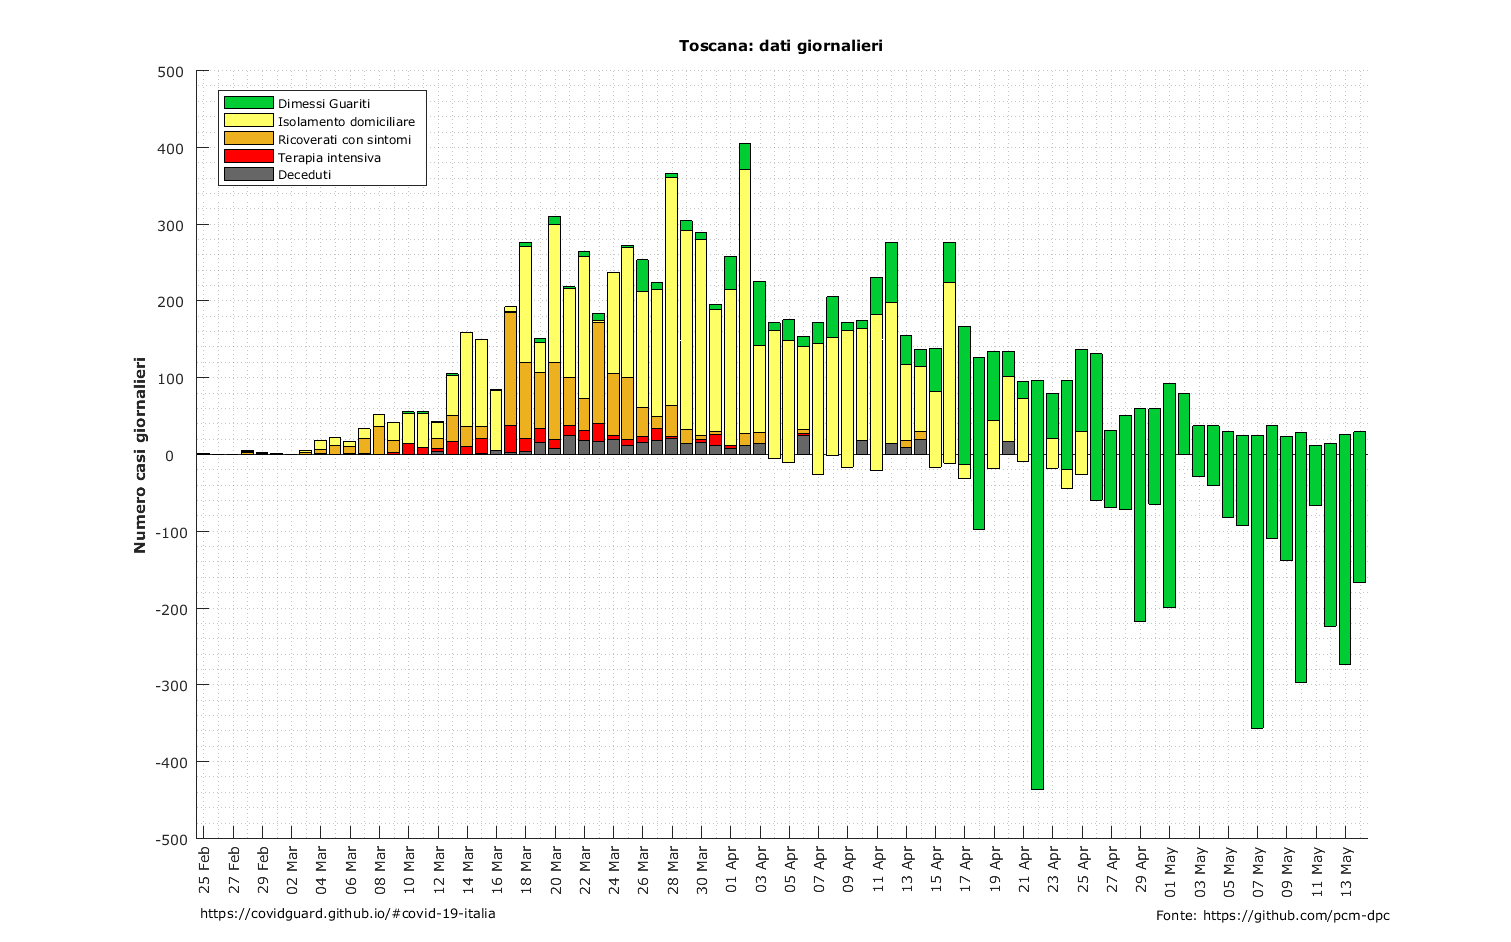 Toscana: dati giornalieri
500
400
300
200
100
0
-100
-200
-300
-400
-500
Numero casi giornalieri
Dimessi Guariti
Isolamento domiciliare
Ricoverati con sintomi
Terapia intensiva
Deceduti
25 Feb
27 Feb
29 Feb
02 Mar
04 Mar
06 Mar
08 Mar
10 Mar
12 Mar
14 Mar
16 Mar
18 Mar
20 Mar
22 Mar
24 Mar
26 Mar
28 Mar
30 Mar
01 Apr
03 Apr
05 Apr
07 Apr
09 Apr
11 Apr
13 Apr
15 Apr
17 Apr
19 Apr
21 Apr
23 Apr
25 Apr
27 Apr
29 Apr
01 May
03 May
05 May
07 May
09 May
11 May
13 May
https://covidguard.github.io/#covid-19-italia
Fonte: https://github.com/pcm-dpc